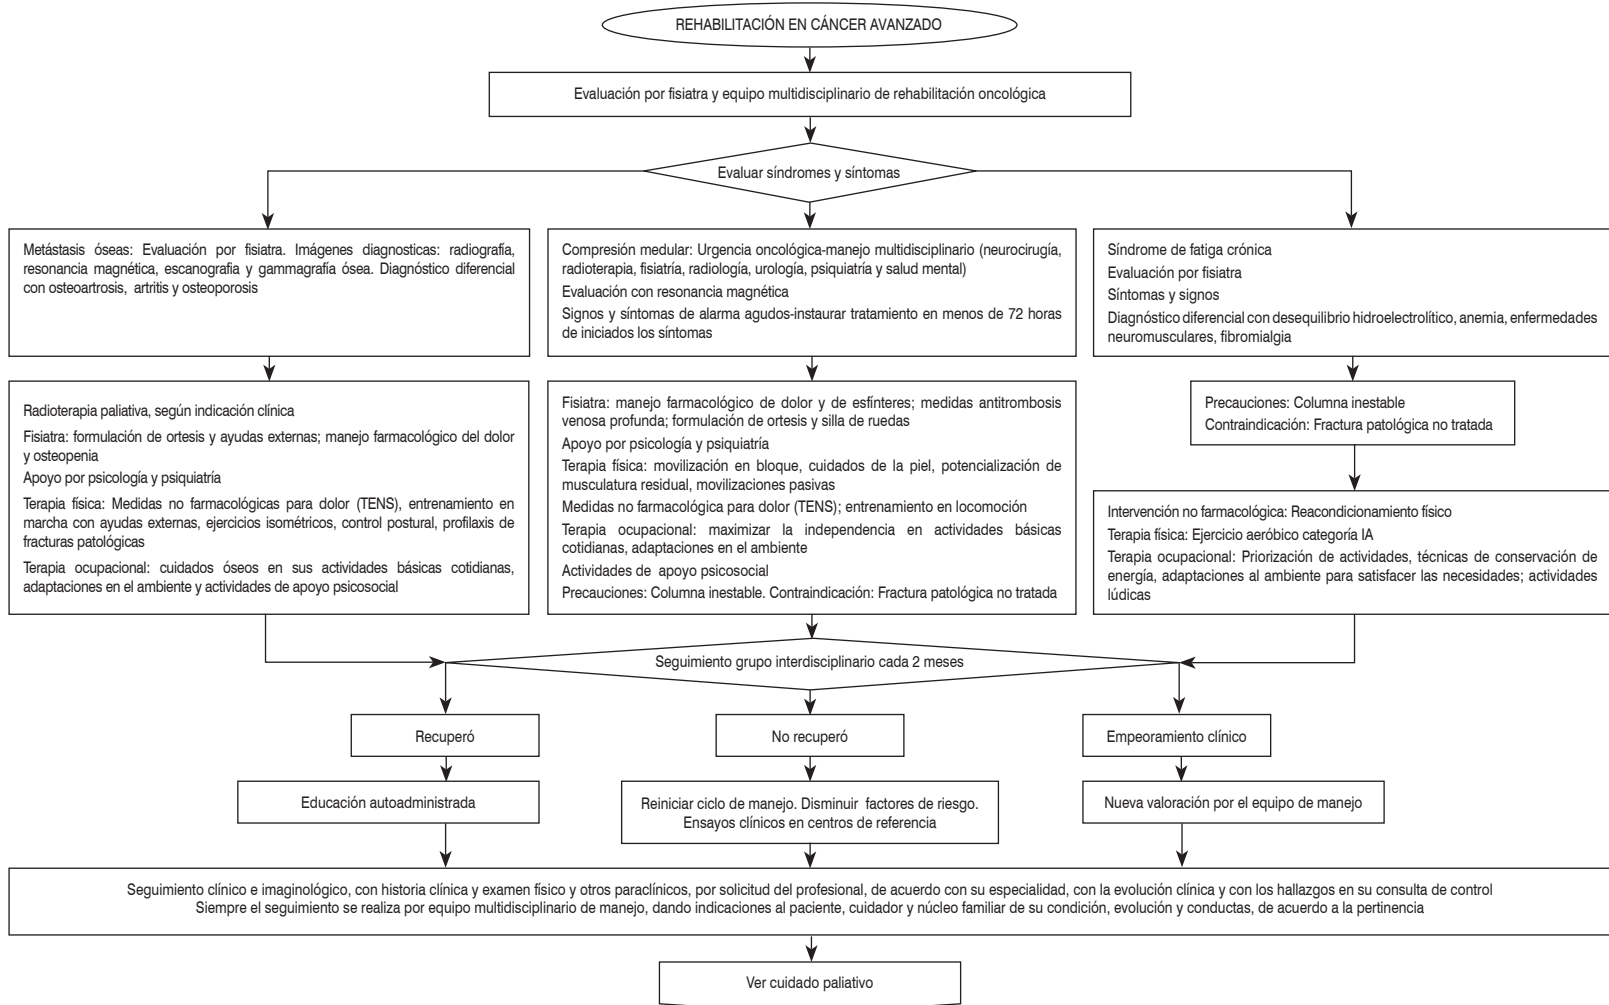 REHABILITACIÓN EN CÁNCER AVANZADO
Evaluación por fisiatra y equipo multidisciplinario de rehabilitación oncológica
Evaluar síndromes y síntomas
Metástasis óseas: Evaluación por fisiatra. Imágenes diagnosticas: radiografía,
resonancia magnética, escanografia y gammagrafía ósea. Diagnóstico diferencial
con osteoartrosis, artritis y osteoporosis
Compresión medular: Urgencia oncológica-manejo multidisciplinario (neurocirugía,
radioterapia, fisiatría, radiología, urología, psiquiatría y salud mental)
Evaluación con resonancia magnética
Signos y síntomas de alarma agudos-instaurar tratamiento en menos de 72 horas
de iniciados los síntomas
Síndrome de fatiga crónica
Evaluación por fisiatra
Síntomas y signos
Diagnóstico diferencial con desequilibrio hidroelectrolítico, anemia, enfermedades
neuromusculares, fibromialgia
Radioterapia paliativa, según indicación clínica
Fisiatra: formulación de ortesis y ayudas externas; manejo farmacológico del dolor
y osteopenia
Apoyo por psicología y psiquiatría
Terapia física: Medidas no farmacológicas para dolor (TENS), entrenamiento en
marcha con ayudas externas, ejercicios isométricos, control postural, profilaxis de
fracturas patológicas
Terapia ocupacional: cuidados óseos en sus actividades básicas cotidianas,
adaptaciones en el ambiente y actividades de apoyo psicosocial
Fisiatra: manejo farmacológico de dolor y de esfínteres; medidas antitrombosis
venosa profunda; formulación de ortesis y silla de ruedas
Apoyo por psicología y psiquiatría
Terapia física: movilización en bloque, cuidados de la piel, potencialización de
musculatura residual, movilizaciones pasivas
Medidas no farmacológica para dolor (TENS); entrenamiento en locomoción
Terapia ocupacional: maximizar la independencia en actividades básicas
cotidianas, adaptaciones en el ambiente
Actividades de apoyo psicosocial
Precauciones: Columna inestable. Contraindicación: Fractura patológica no tratada
Precauciones: Columna inestable
Contraindicación: Fractura patológica no tratada
Intervención no farmacológica: Reacondicionamiento físico
Terapia física: Ejercicio aeróbico categoría IA
Terapia ocupacional: Priorización de actividades, técnicas de conservación de
energía, adaptaciones al ambiente para satisfacer las necesidades; actividades
lúdicas
Seguimiento grupo interdisciplinario cada 2 meses
Recuperó
No recuperó
Empeoramiento clínico
Educación autoadministrada
Reiniciar ciclo de manejo. Disminuir factores de riesgo.
Ensayos clínicos en centros de referencia
Nueva valoración por el equipo de manejo
Seguimiento clínico e imaginológico, con historia clínica y examen físico y otros paraclínicos, por solicitud del profesional, de acuerdo con su especialidad, con la evolución clínica y con los hallazgos en su consulta de control
Siempre el seguimiento se realiza por equipo multidisciplinario de manejo, dando indicaciones al paciente, cuidador y núcleo familiar de su condición, evolución y conductas, de acuerdo a la pertinencia
Ver cuidado paliativo